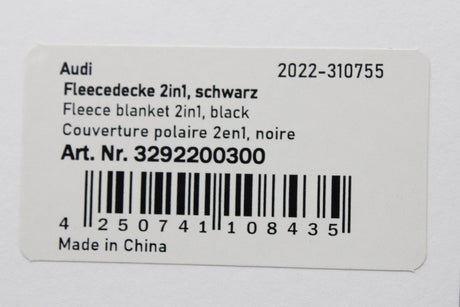 Audi 2022-310755
Fleecedecke 2in1, schwarz
Fleece blanket 2in1, black
Couverture polaire 2en1, noire
Art. Nr. 3292200300
4 250741 108435
Made in China